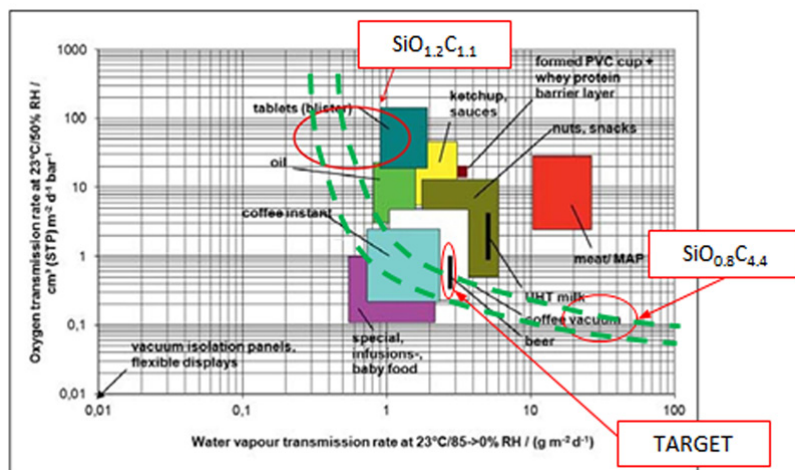 SiO1.2C1.1
formed PVC cup +
whey protein
barrier layer
ketchup,
sauces
nuts, snacks
tablets (blister)
oil
coffee instant
meat/ MAP
SiO0.8C4.4
UHT milk
coffee vacuum
beer
special,
infusions-,
baby food
vacuum isolation panels,
flexible displays
TARGET
Oxygen transmission rate at 23°C/50% RH /
cm³ (STP) m⁻² d⁻¹ bar⁻¹
1000
100
10
1
0,1
0,01
0,01
0,1
1
10
100
Water vapour transmission rate at 23°C/85->0% RH / (g m⁻² d⁻¹)